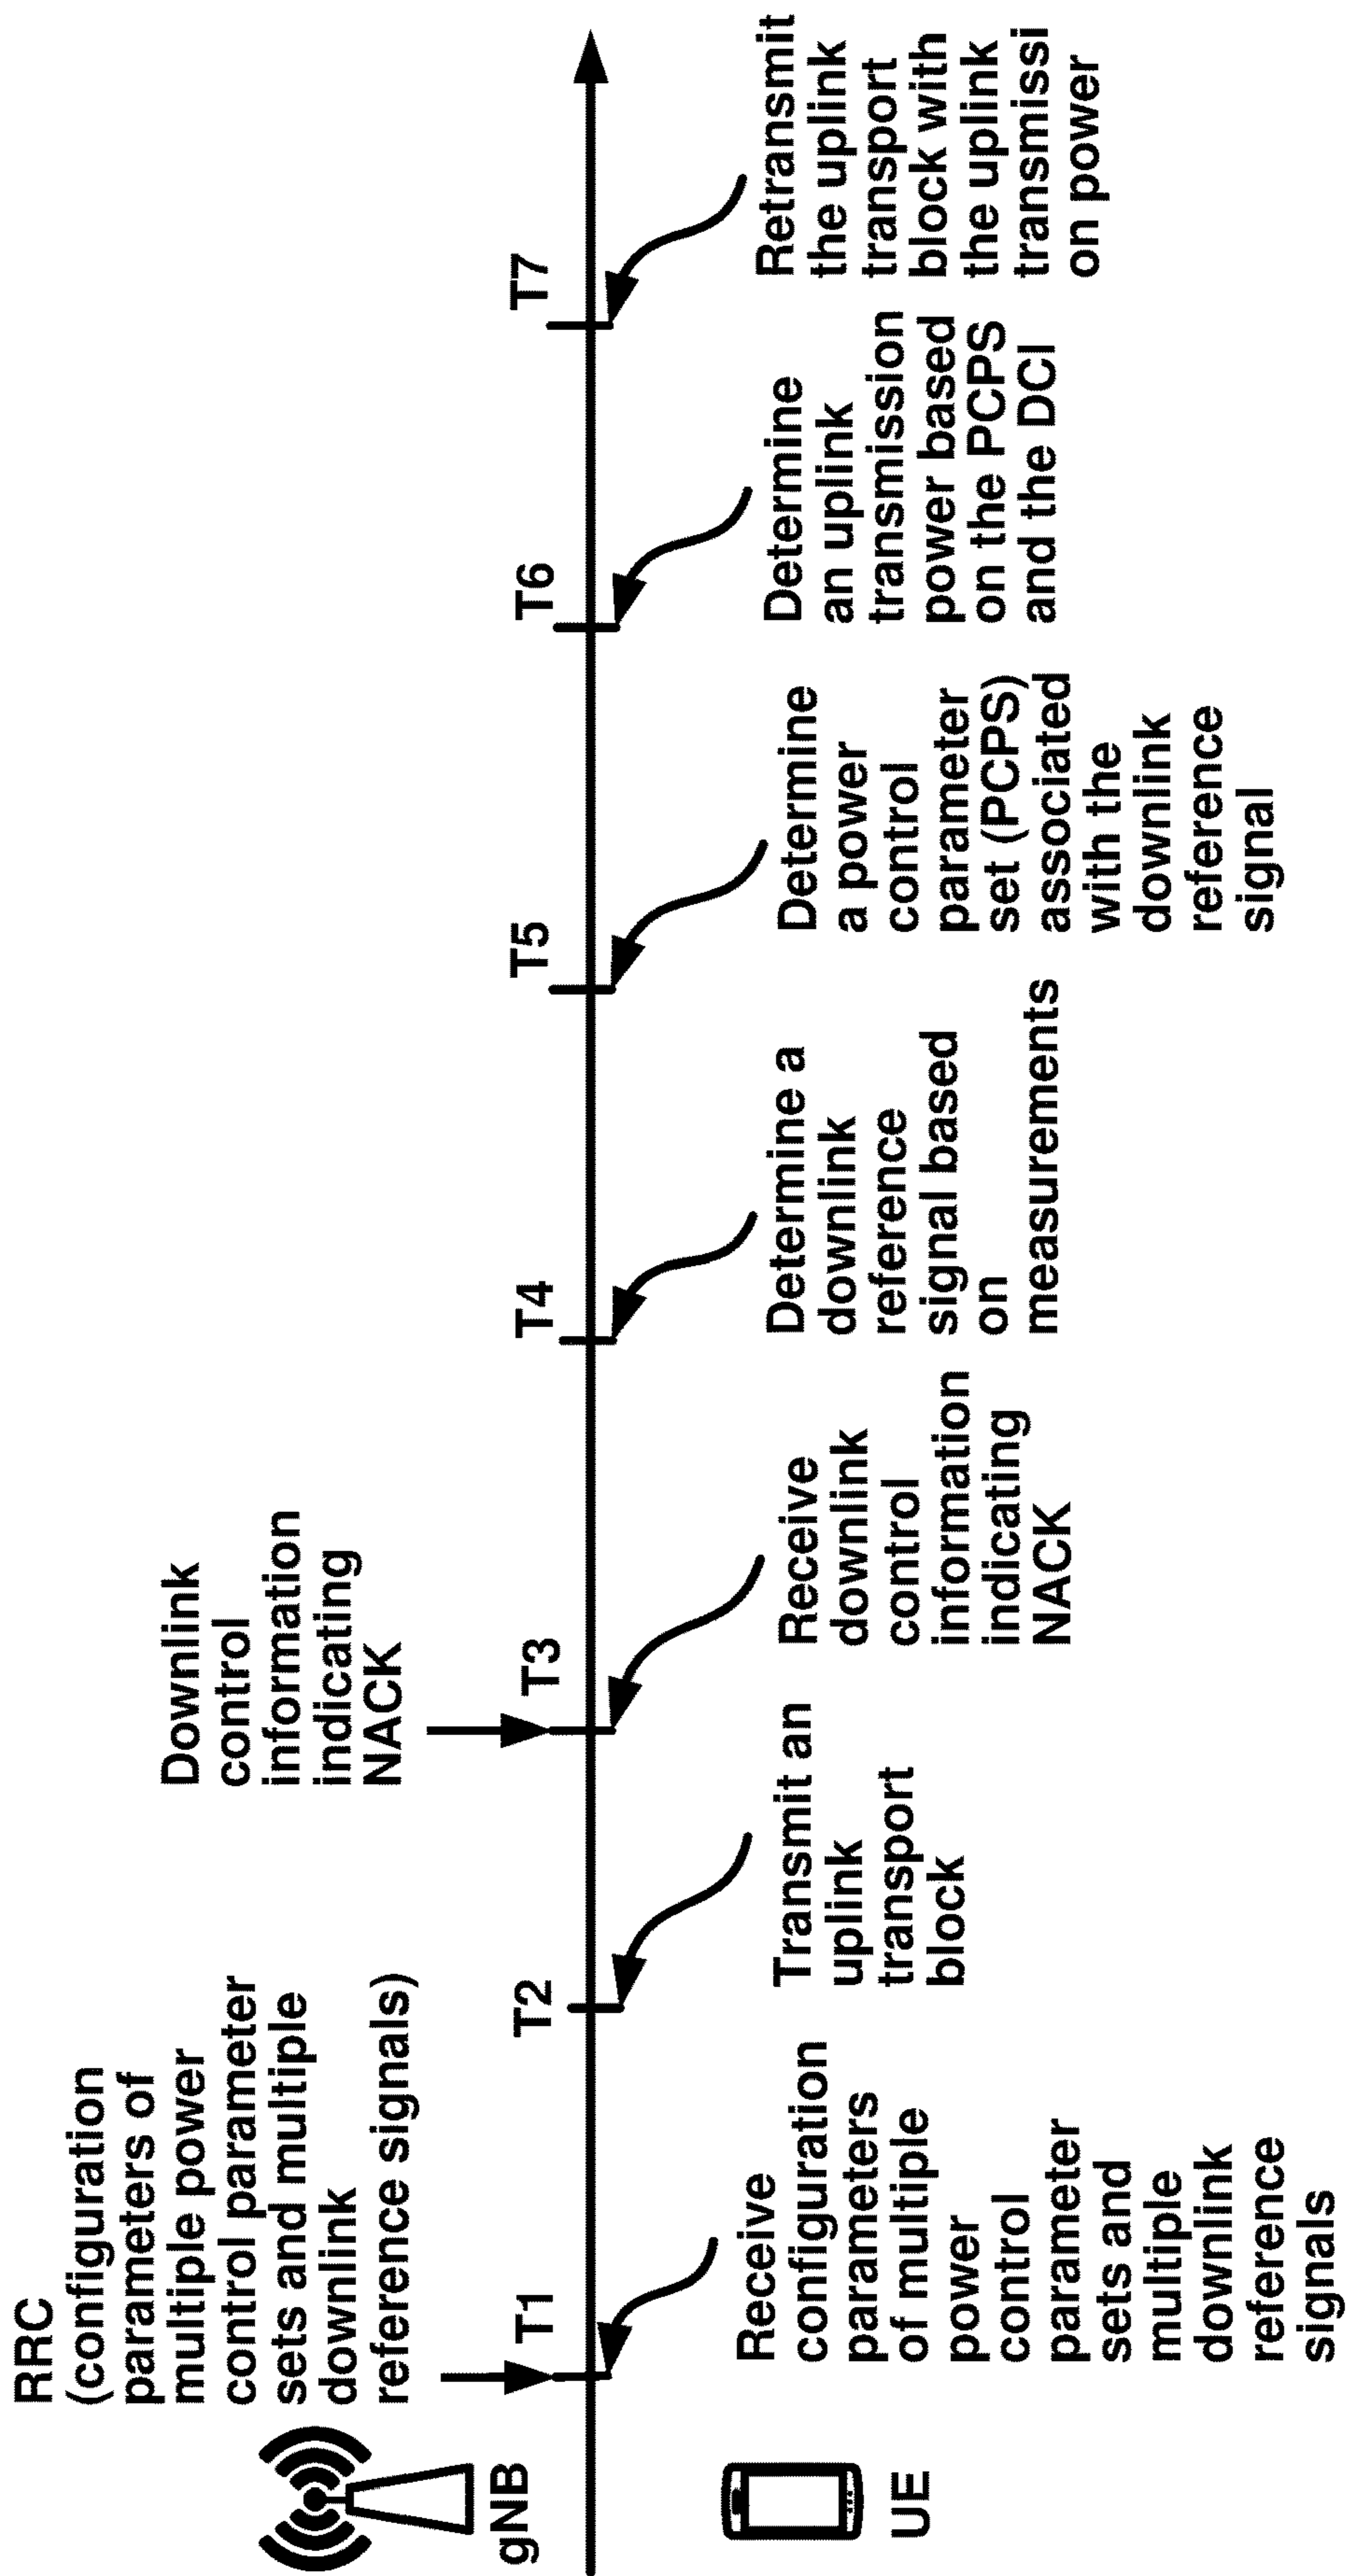 RRC
(configuration
parameters of
multiple power
control parameter
sets and multiple
downlink
reference signals)
Downlink
control
information
indicating
NACK
gNB
T1
T2
T3
T4
T5
T6
T7
UE
Receive
configuration
parameters
of multiple
power
control
parameter
sets and
multiple
downlink
reference
signals
Transmit an
uplink
transport
block
Receive
downlink
control
information
indicating
NACK
Determine a
downlink
reference
signal based
on
measurements
Determine
a power
control
parameter
set (PCPS)
associated
with the
downlink
reference
signal
Determine
an uplink
transmission
power based
on the PCPS
and the DCI
Retransmit
the uplink
transport
block with
the uplink
transmissi
on power